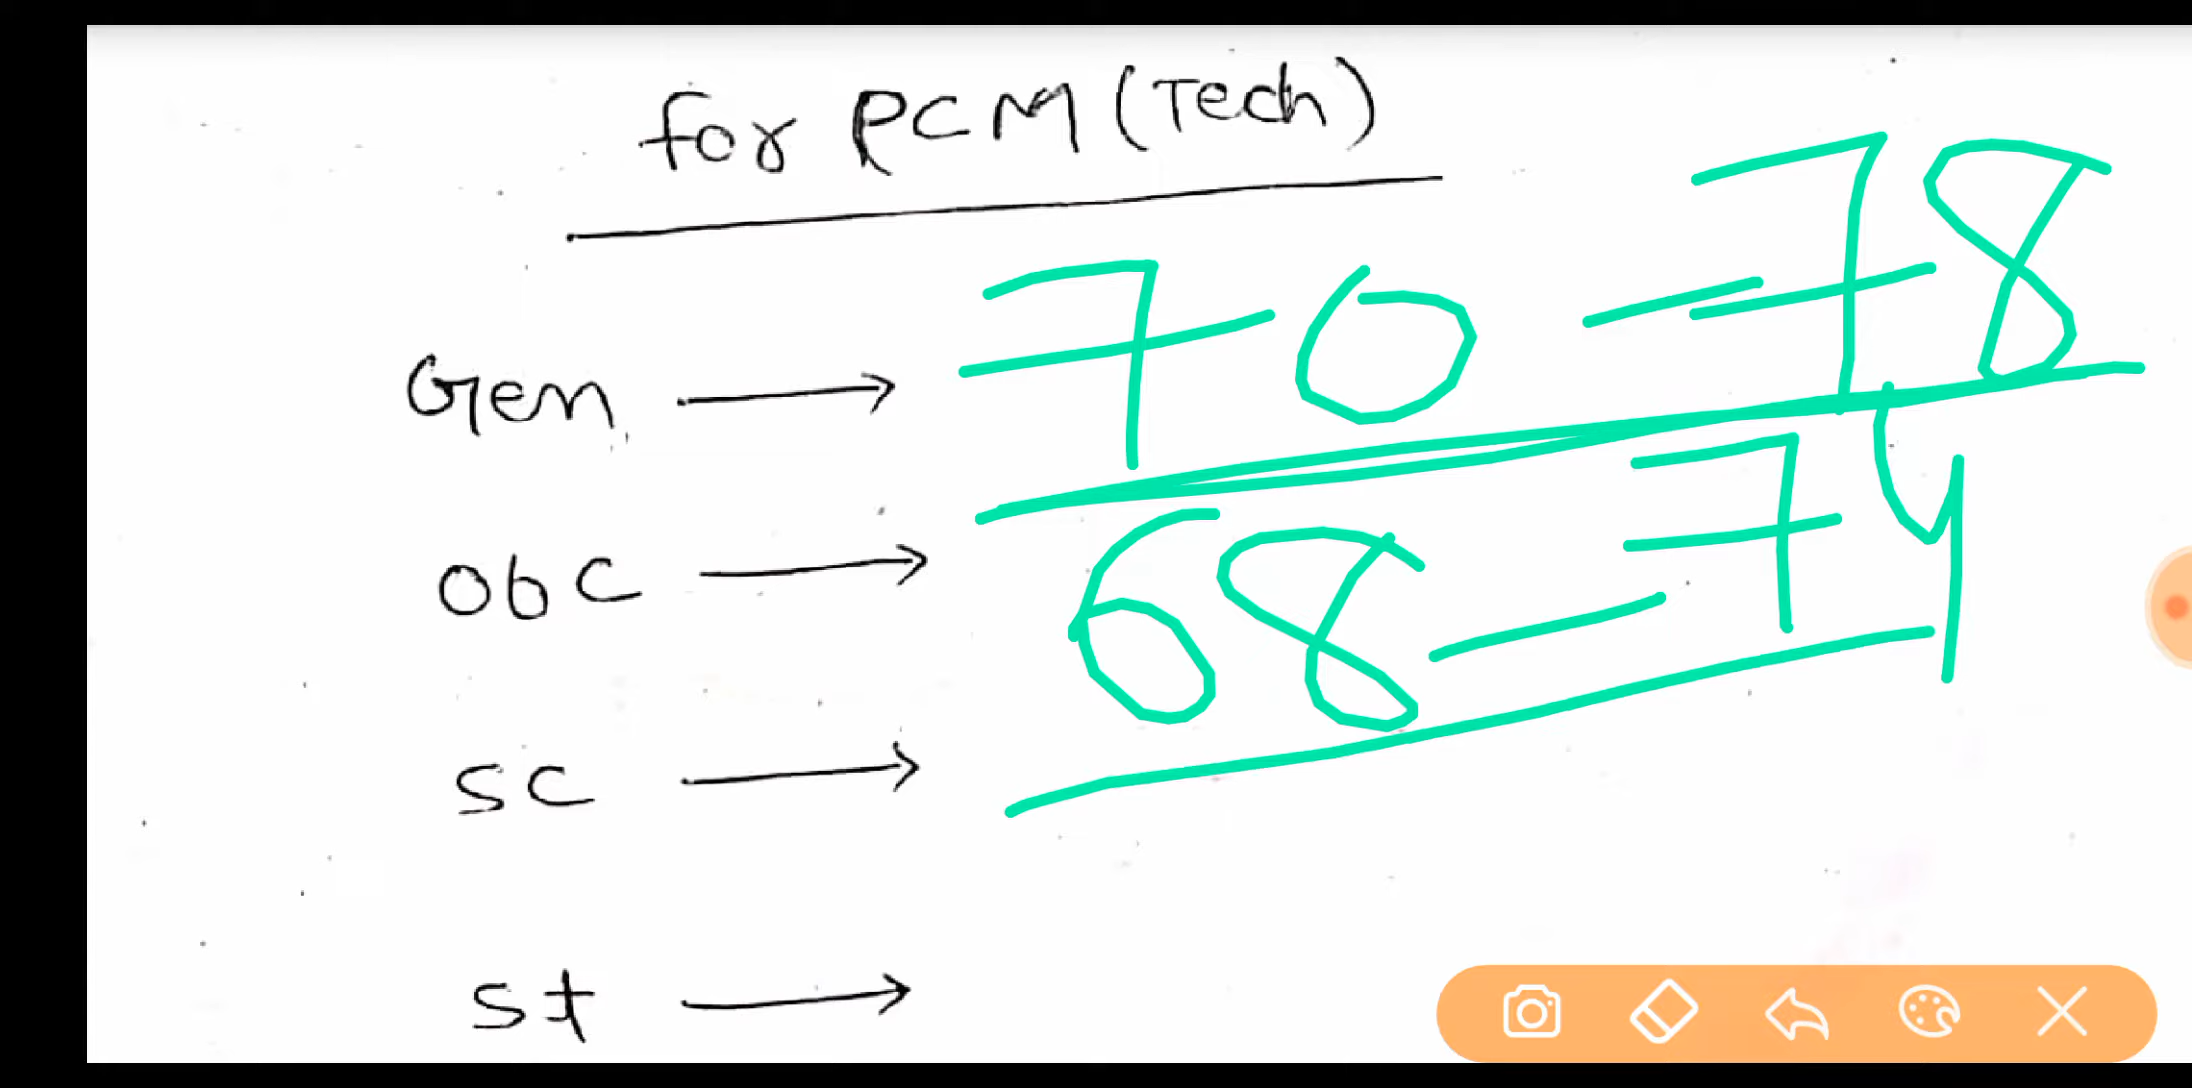 for PCM (Tech)
Gen → 70 - 78
obc → 68 - 74
sc →
st →